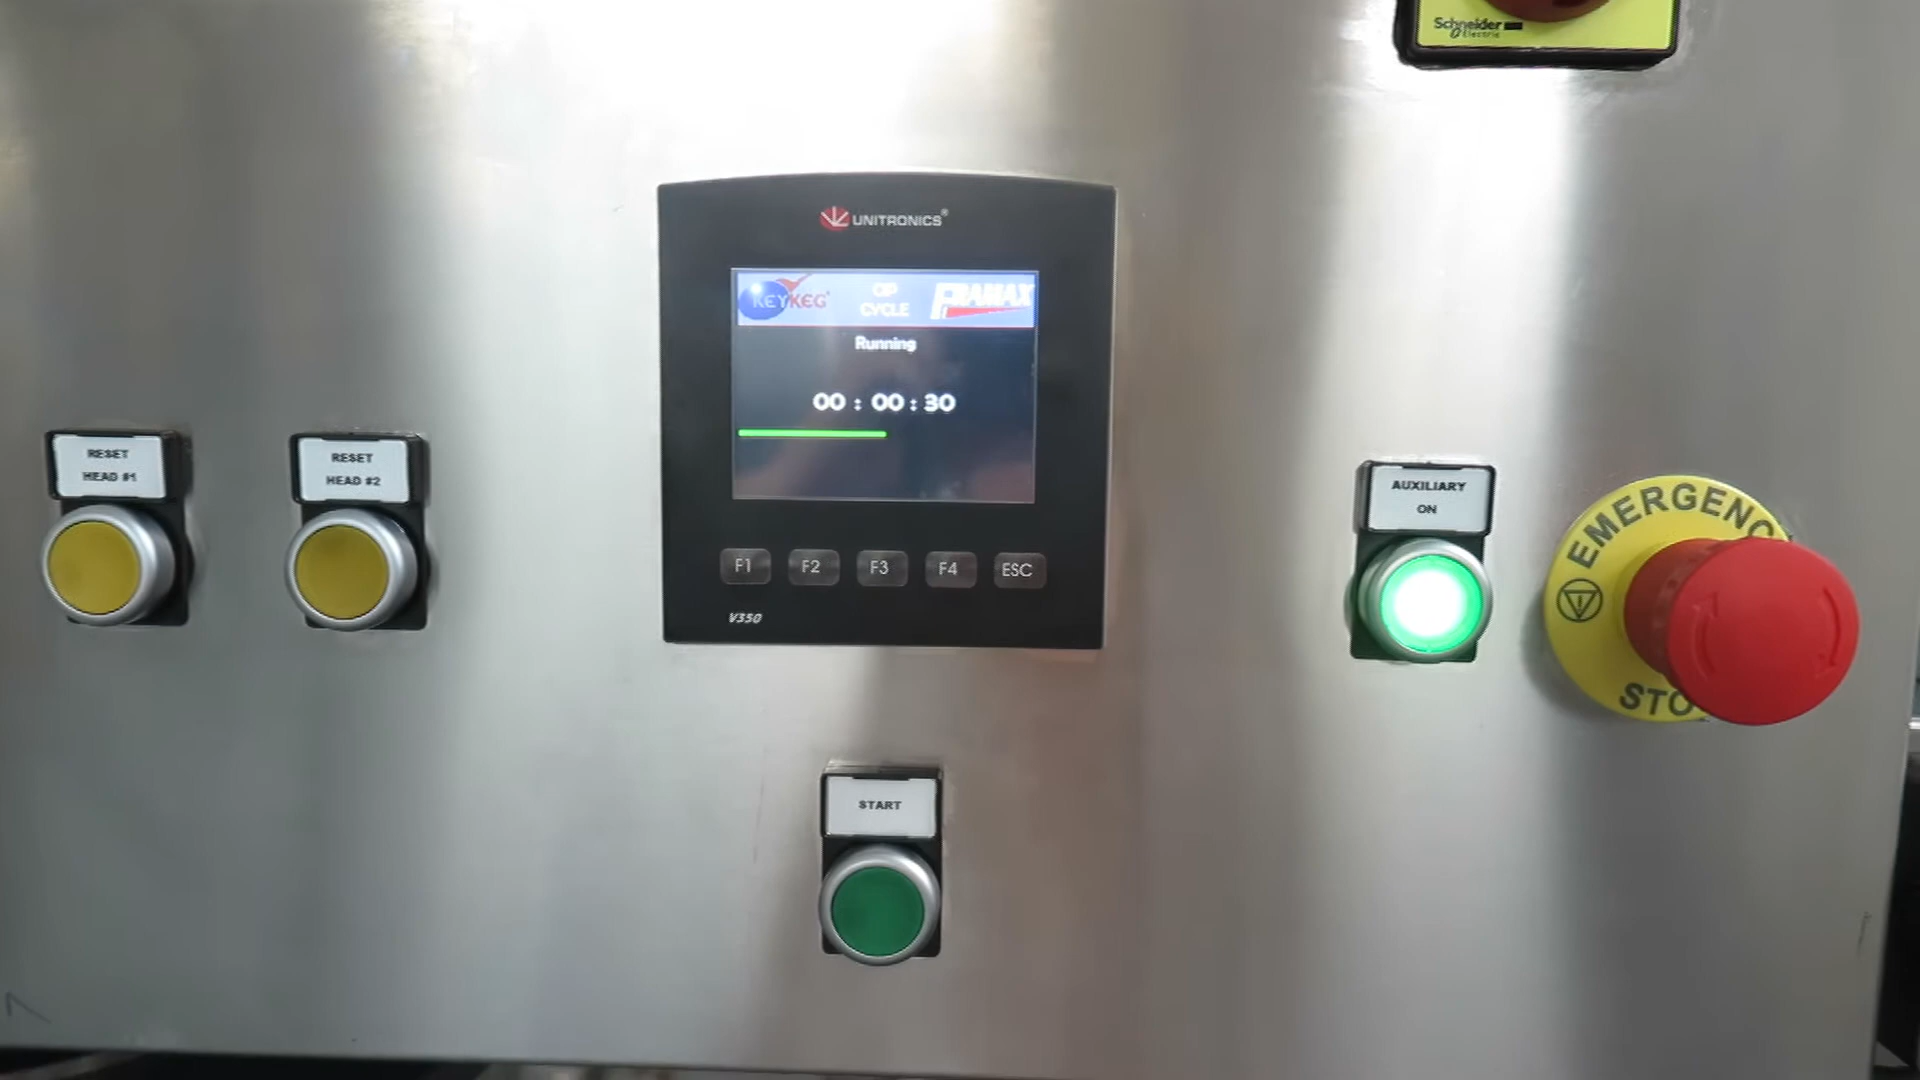 Schneider
Electric
UNITRONICS®
KEYKEG
OP
CYCLE
FRAMAX
Running
00 : 00 : 30
RESET
HEAD #1
RESET
HEAD #2
AUXILIARY
ON
EMERGENC
STO
F1 F2 F3 F4 ESC
V350
START